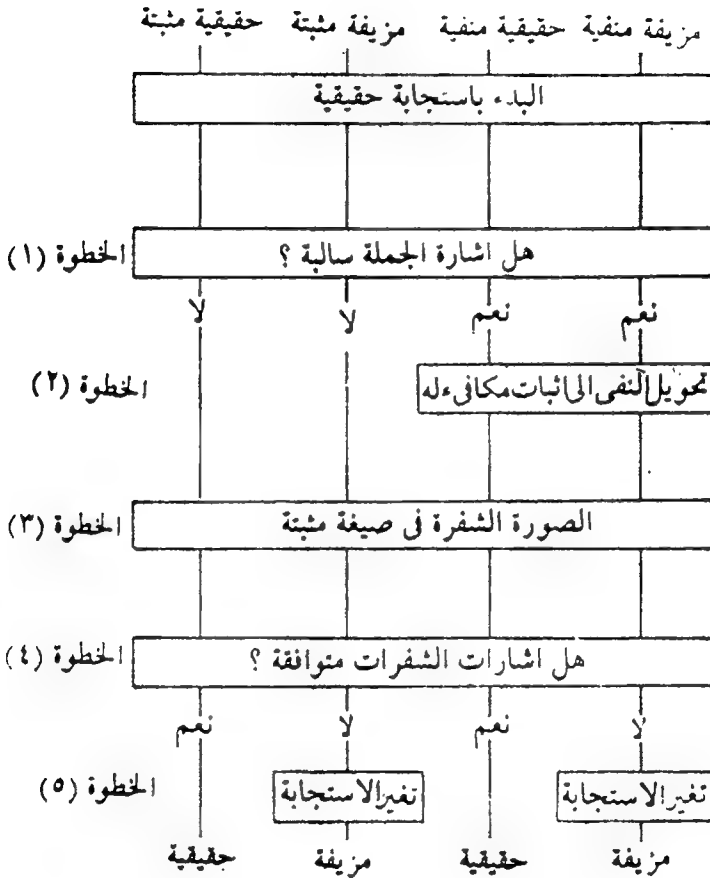 مزيفة منفية حقيقية منفية مزيفة مثبتة حقيقية مثبتة
البدء باستجابة حقيقية
هل اشارة الجملة سالبة ؟ الخطوة (١)
نعم نعم لا لا
تحويل النفى الى اثبات مكافىء له الخطوة (٢)
الصورة الشفرة فى صيغة مثبتة الخطوة (٣)
هل اشارات الشفرات متوافقة ؟ الخطوة (٤)
لا نعم لا نعم
تغير الاستجابة تغير الاستجابة الخطوة (٥)
مزيفة حقيقية مزيفة حقيقية